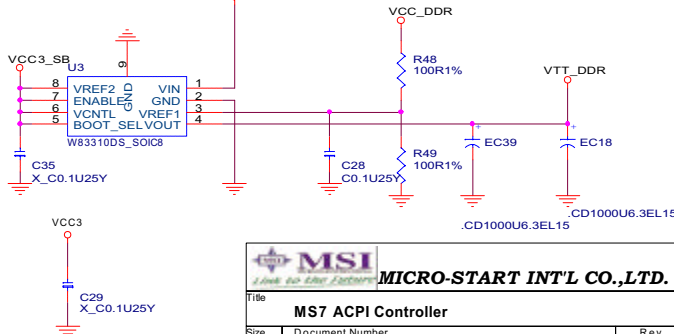 VCC_DDR
VCC3_SB
U3
9
R48
100R1%
VTT_DDR
8 VREF2 GND VIN 1
7 ENABLE GND 2
6 VCNTL VREF1 3
5 BOOT_SEL VOUT 4
W83310DS_SOIC8
+ EC39
+ EC18
C35
X_C0.1U25Y
C28
C0.1U25Y
R49
100R1%
.CD1000U6.3EL15
.CD1000U6.3EL15
VCC3
C29
X_C0.1U25Y
MSI
Link to the Future
MICRO-START INT'L CO.,LTD.
Title
MS7 ACPI Controller
Size Document Number Rev